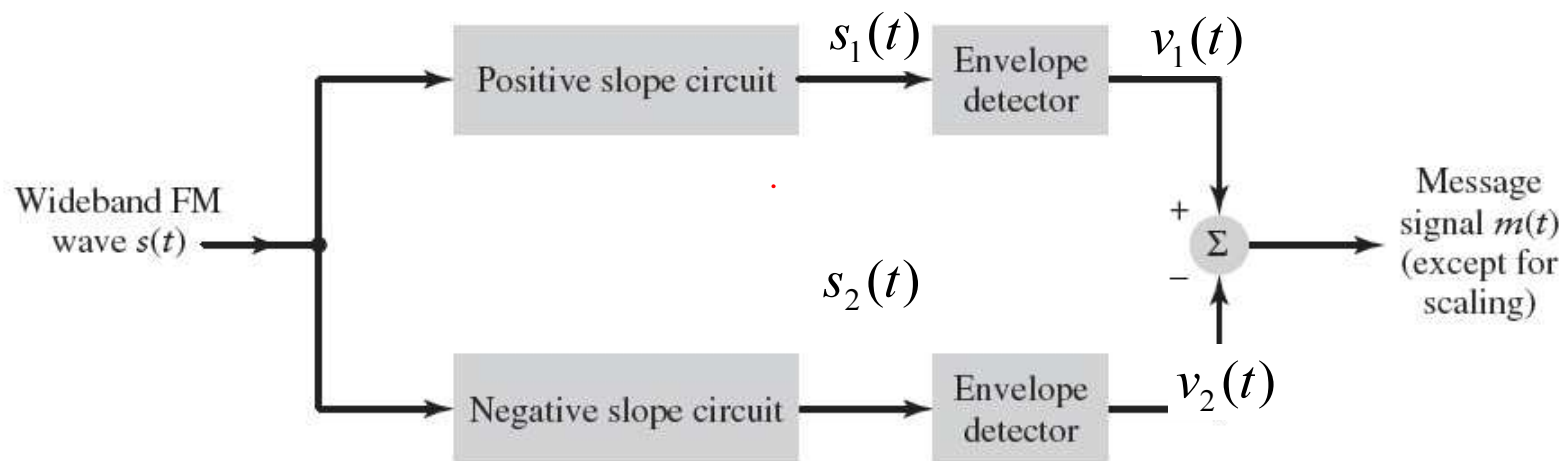 s₁(t)
v₁(t)
Positive slope circuit
Envelope
detector
Wideband FM
wave s(t)
+
Σ
−
Message
signal m(t)
(except for
scaling)
s₂(t)
Negative slope circuit
Envelope
detector
v₂(t)